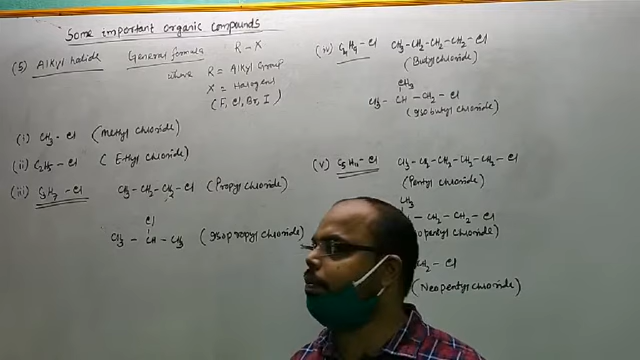 Some important organic compounds
(5) Alkyl halide General formula R - X
where R = Alkyl Group
X = Halogens
(F, Cl, Br, I)
(i) CH3 - Cl (Methyl chloride)
(ii) C2H5 - Cl (Ethyl chloride)
(iii) C3H7 - Cl CH3 - CH2 - CH2 - Cl (Propyl chloride)
Cl
CH3 - CH - CH3 (Isopropyl chloride)
(iv) C4H9 - Cl CH3 - CH2 - CH2 - CH2 - Cl
(Butyl chloride)
CH3
CH3 - CH - CH2 - Cl
(Isobutyl chloride)
(v) C5H11 - Cl CH3 - CH2 - CH2 - CH2 - CH2 - Cl
(Pentyl chloride)
CH3
CH - CH2 - CH2 - Cl
opentyl chloride)
CH2 - Cl
(Neopentyl chloride)